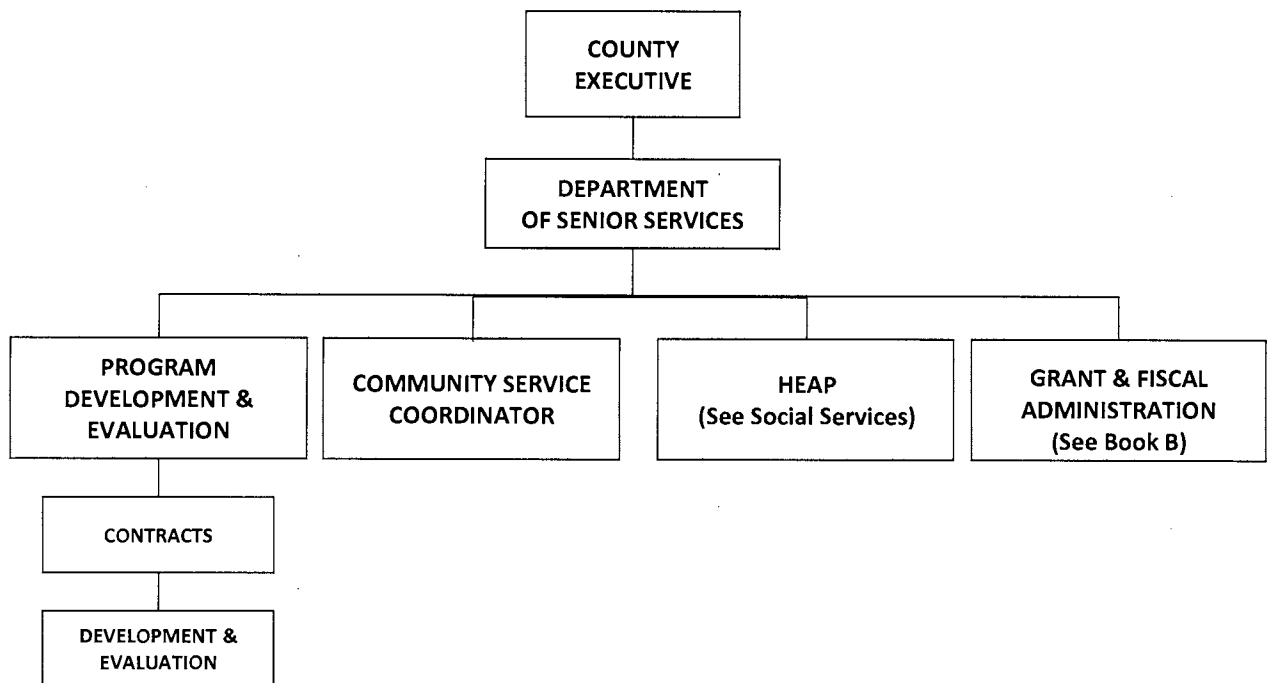 COUNTY
EXECUTIVE
DEPARTMENT
OF SENIOR SERVICES
PROGRAM
DEVELOPMENT &
EVALUATION
COMMUNITY SERVICE
COORDINATOR
HEAP
(See Social Services)
GRANT & FISCAL
ADMINISTRATION
(See Book B)
CONTRACTS
DEVELOPMENT &
EVALUATION